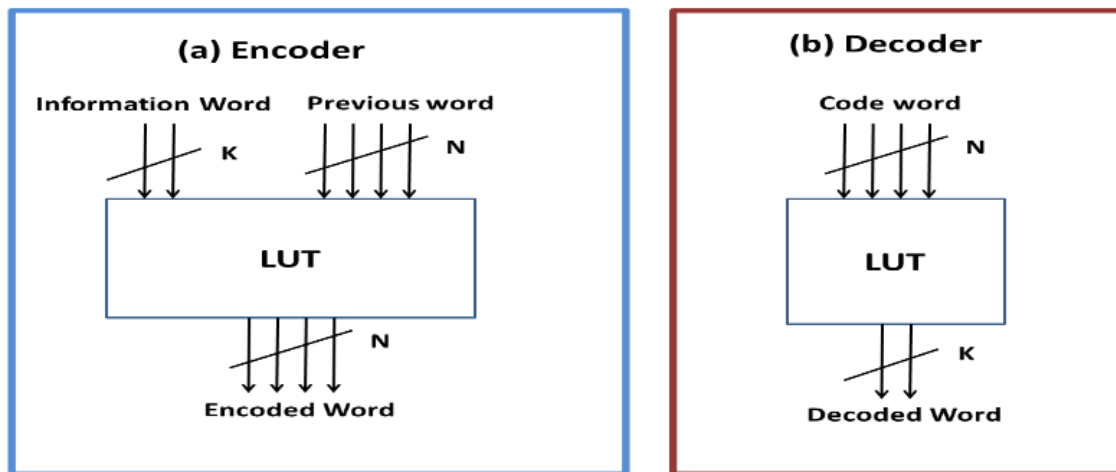 (a) Encoder
Information Word Previous word
K
N
LUT
N
Encoded Word
(b) Decoder
Code word
N
LUT
K
Decoded Word